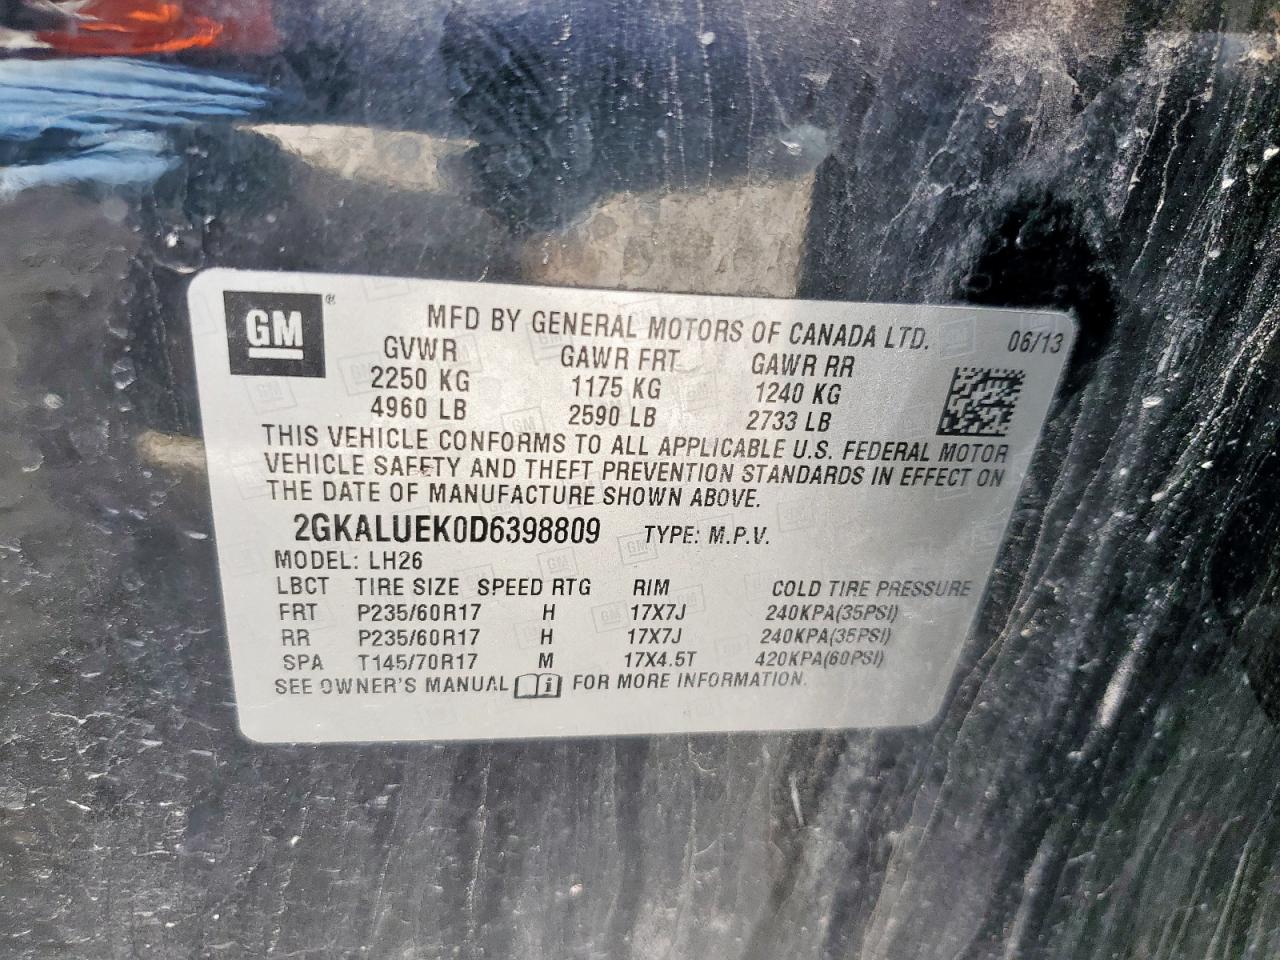 GM ®
MFD BY GENERAL MOTORS OF CANADA LTD. 06/13
GVWR GAWR FRT GAWR RR
2250 KG 1175 KG 1240 KG
4960 LB 2590 LB 2733 LB
THIS VEHICLE CONFORMS TO ALL APPLICABLE U.S. FEDERAL MOTOR
VEHICLE SAFETY AND THEFT PREVENTION STANDARDS IN EFFECT ON
THE DATE OF MANUFACTURE SHOWN ABOVE.
2GKALUEK0D6398809 TYPE: M.P.V.
MODEL: LH26
LBCT TIRE SIZE SPEED RTG RIM COLD TIRE PRESSURE
FRT P235/60R17 H 17X7J 240KPA(35PSI)
RR P235/60R17 H 17X7J 240KPA(35PSI)
SPA T145/70R17 M 17X4.5T 420KPA(60PSI)
SEE OWNER'S MANUAL i FOR MORE INFORMATION.